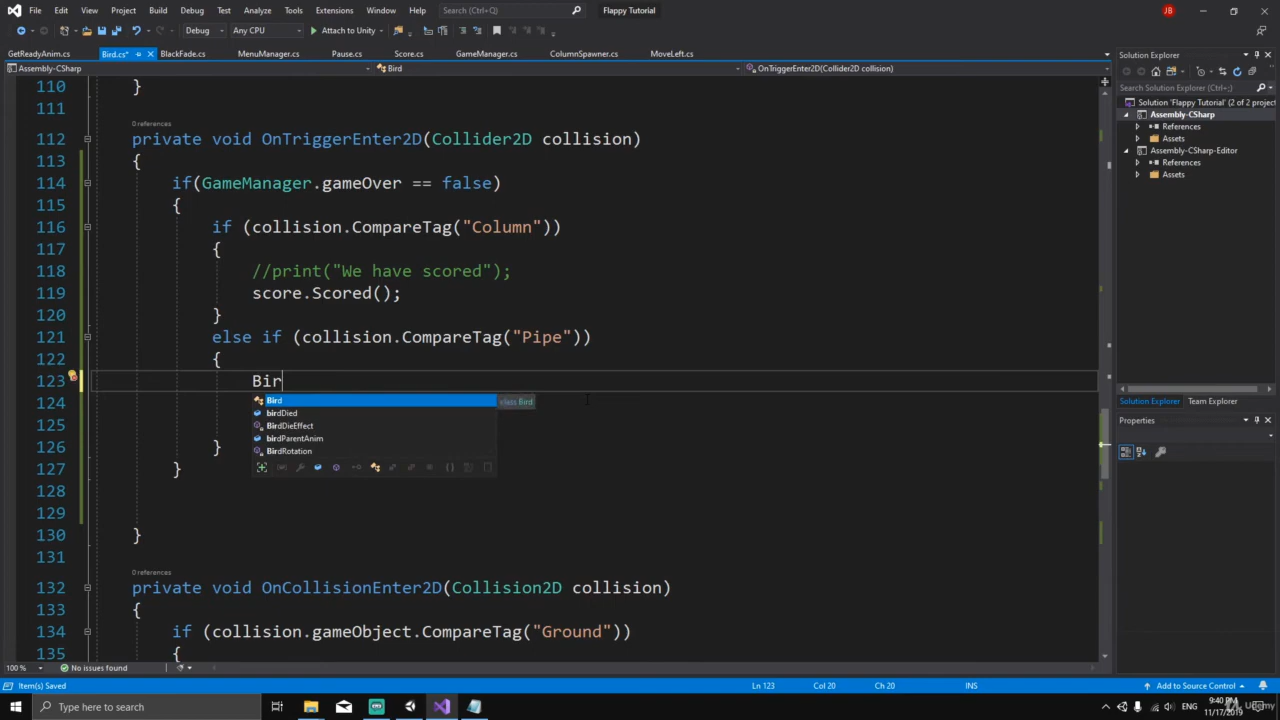 File Edit View Project Build Debug Test Analyze Tools Extensions Window Help Search (Ctrl+Q) Flappy Tutorial JB
Debug Any CPU Attach to Unity
GetReadyAnim.cs Bird.cs* BlackFade.cs MenuManager.cs Pause.cs Score.cs GameManager.cs ColumnSpawner.cs MoveLeft.cs
Assembly-CSharp Bird OnTriggerEnter2D(Collider2D collision)
110 }
111
0 references
112 private void OnTriggerEnter2D(Collider2D collision)
113 {
114 if(GameManager.gameOver == false)
115 {
116 if (collision.CompareTag("Column"))
117 {
118 //print("We have scored");
119 score.Scored();
120 }
121 else if (collision.CompareTag("Pipe"))
122 {
123 Bir
Bird class Bird
124
birdDied
BirdDieEffect
125
birdParentAnim
126 }
BirdRotation
127 }
128
129
130 }
131
0 references
132 private void OnCollisionEnter2D(Collision2D collision)
133 {
134 if (collision.gameObject.CompareTag("Ground"))
135 {
100 % No issues found
Item(s) Saved Ln 123 Col 20 Ch 20 INS Add to Source Control
Solution Explorer
Search Solution Explorer (Ctrl+;)
Solution 'Flappy Tutorial' (2 of 2 project
Assembly-CSharp
References
Assets
Assembly-CSharp-Editor
References
Assets
Solution Explorer Team Explorer
Properties
Type here to search
9:40 PM
11/17/2019
Udemy